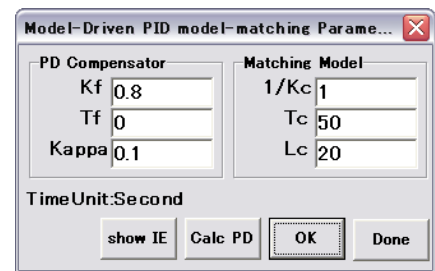 Model-Driven PID model-matching Parame...
PD Compensator
Kf 0.8
Tf 0
Kappa 0.1
Matching Model
1/Kc 1
Tc 50
Lc 20
TimeUnit:Second
show IE Calc PD OK Done